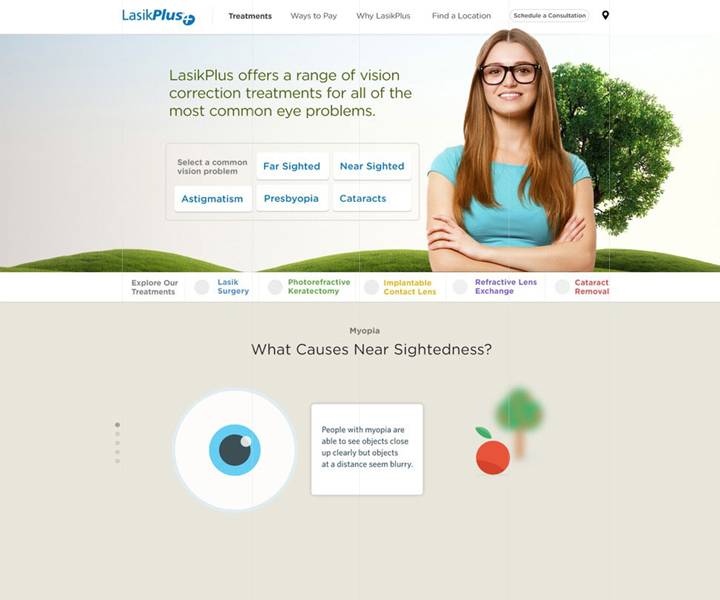 LasikPlus+
Treatments
Ways to Pay
Why LasikPlus
Find a Location
Schedule a Consultation
LasikPlus offers a range of vision
correction treatments for all of the
most common eye problems.
Select a common
vision problem
Far Sighted
Near Sighted
Astigmatism
Presbyopia
Cataracts
Explore Our
Treatments
Lasik
Surgery
Photorefractive
Keratectomy
Implantable
Contact Lens
Refractive Lens
Exchange
Cataract
Removal
Myopia
What Causes Near Sightedness?
People with myopia are
able to see objects close
up clearly but objects
at a distance seem blurry.